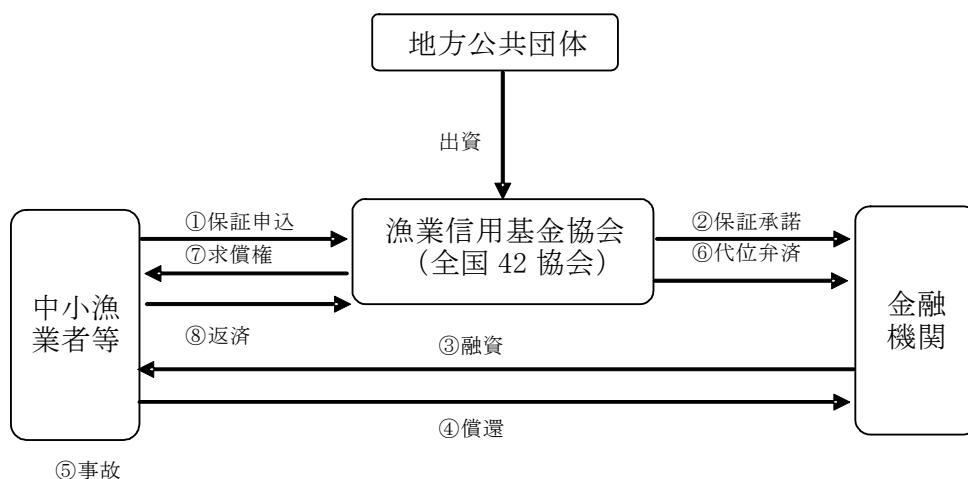 地方公共団体
出資
①保証申込
漁業信用基金協会
（全国 42 協会）
②保証承諾
⑦求償権
⑥代位弁済
中小漁
業者等
金融
機関
⑧返済
③融資
④償還
⑤事故